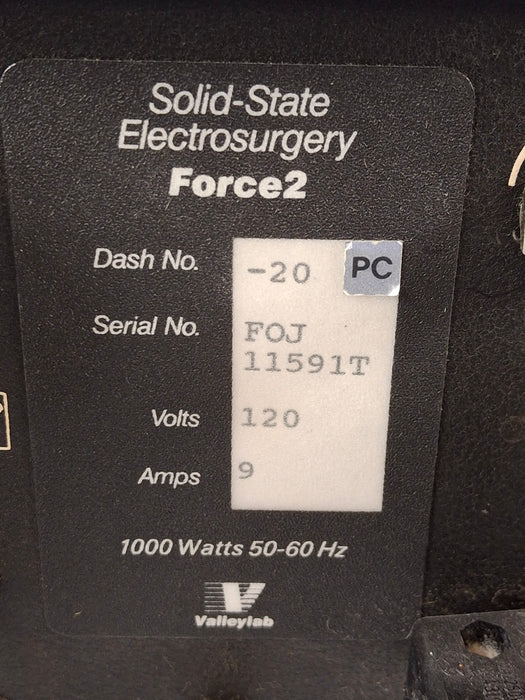 Solid-State
Electrosurgery
Force2
Dash No. -20 PC
Serial No. FOJ
11591T
Volts 120
Amps 9
1000 Watts 50-60 Hz
Valleylab